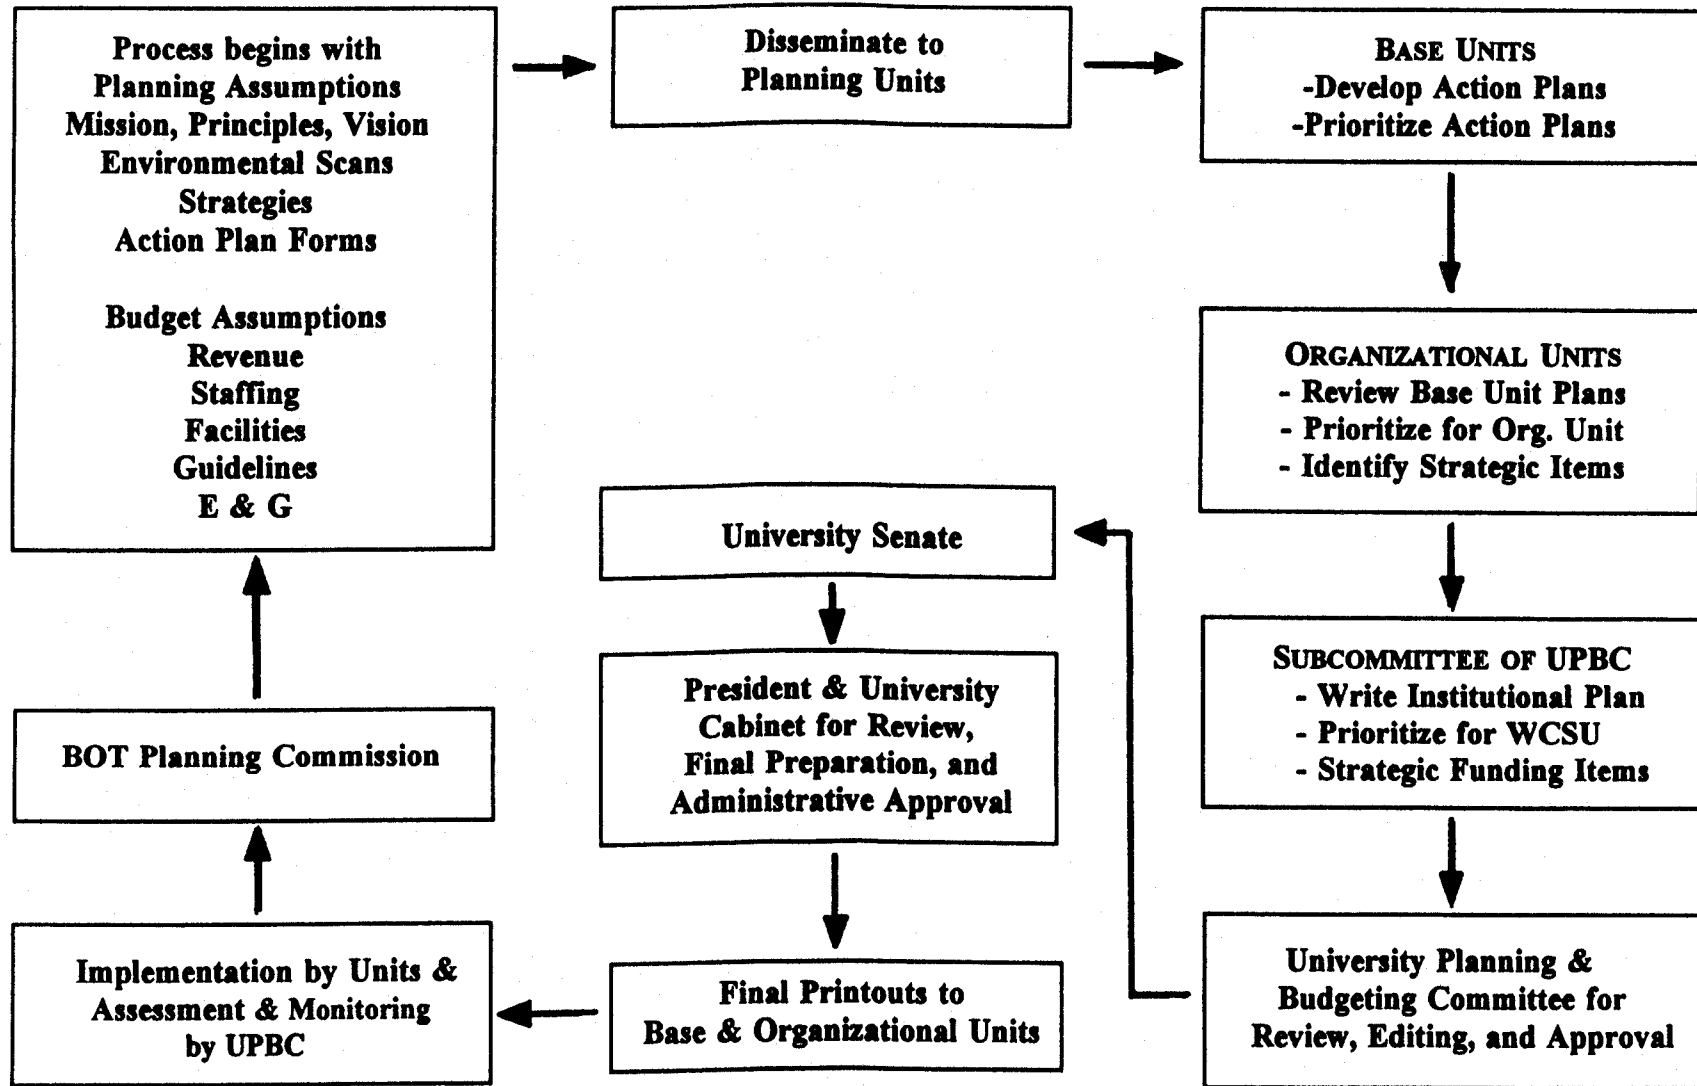 Process begins with
Planning Assumptions
Mission, Principles, Vision
Environmental Scans
Strategies
Action Plan Forms
Budget Assumptions
Revenue
Staffing
Facilities
Guidelines
E & G
Disseminate to
Planning Units
BASE UNITS
-Develop Action Plans
-Prioritize Action Plans
ORGANIZATIONAL UNITS
- Review Base Unit Plans
- Prioritize for Org. Unit
- Identify Strategic Items
SUBCOMMITTEE OF UPBC
- Write Institutional Plan
- Prioritize for WCSU
- Strategic Funding Items
University Planning &
Budgeting Committee for
Review, Editing, and Approval
University Senate
President & University
Cabinet for Review,
Final Preparation, and
Administrative Approval
Final Printouts to
Base & Organizational Units
Implementation by Units &
Assessment & Monitoring
by UPBC
BOT Planning Commission